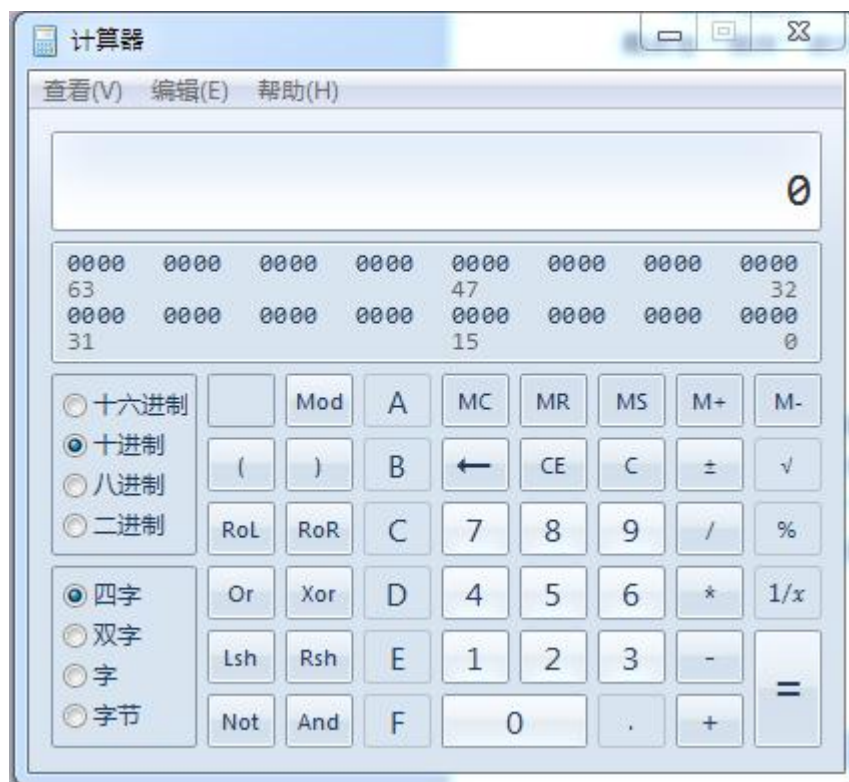 计算器
查看(V) 编辑(E) 帮助(H)
0
0000 0000 0000 0000 0000 0000 0000 0000
63 47 32
0000 0000 0000 0000 0000 0000 0000 0000
31 15 0
十六进制 Mod A MC MR MS M+ M-
十进制 ( ) B ← CE C ± √
八进制
二进制 RoL RoR C 7 8 9 / %
四字 Or Xor D 4 5 6 * 1/x
双字
字 Lsh Rsh E 1 2 3 - =
字节 Not And F 0 . +